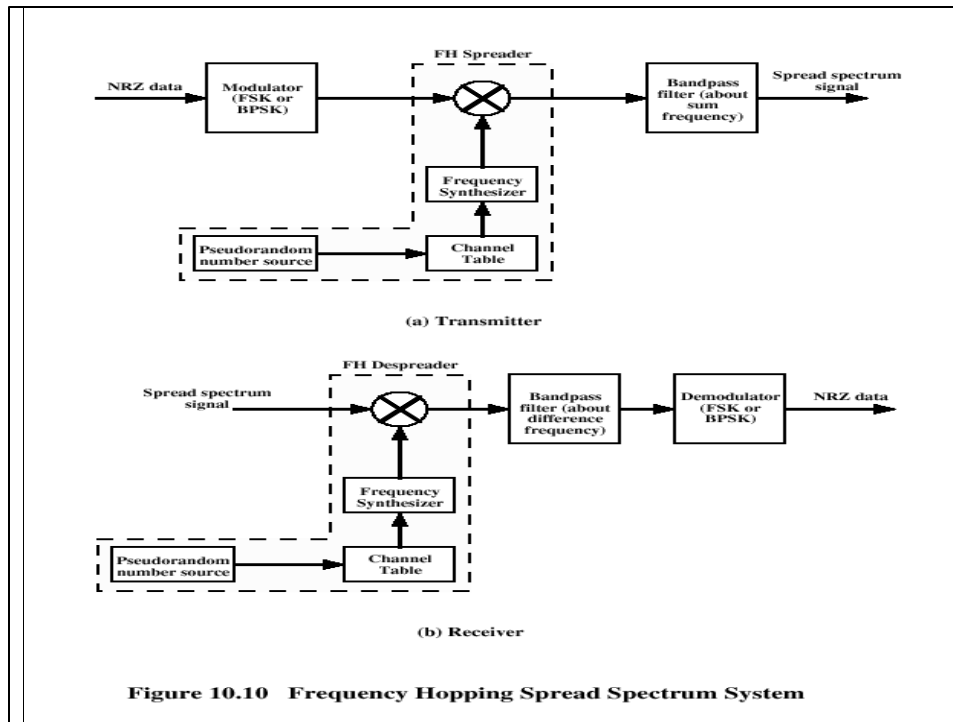 FH Spreader
NRZ data
Modulator
(FSK or
BPSK)
Bandpass
filter (about
sum
frequency)
Spread spectrum
signal
Frequency
Synthesizer
Pseudorandom
number source
Channel
Table
(a) Transmitter
FH Despreader
Spread spectrum
signal
Bandpass
filter (about
difference
frequency)
Demodulator
(FSK or
BPSK)
NRZ data
Frequency
Synthesizer
Pseudorandom
number source
Channel
Table
(b) Receiver
Figure 10.10 Frequency Hopping Spread Spectrum System